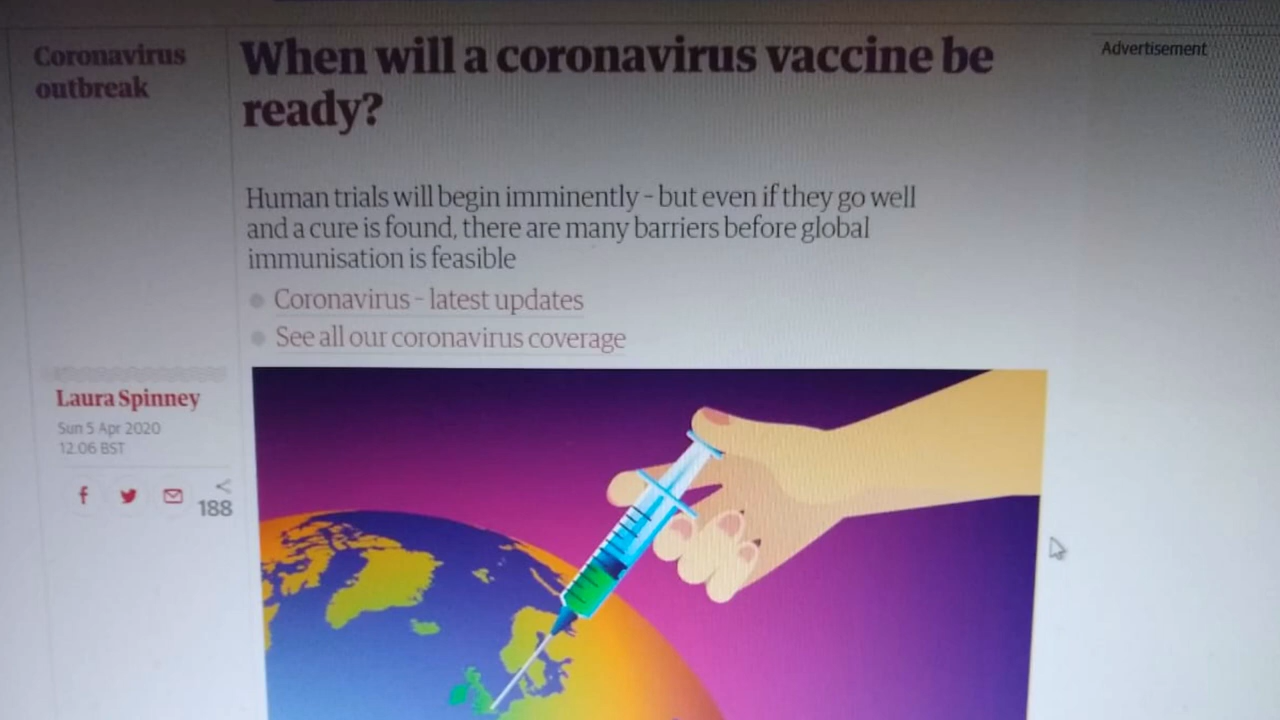 Coronavirus
outbreak
When will a coronavirus vaccine be
ready?
Advertisement
Human trials will begin imminently - but even if they go well
and a cure is found, there are many barriers before global
immunisation is feasible
Coronavirus - latest updates
See all our coronavirus coverage
Laura Spinney
Sun 5 Apr 2020
12.06 BST
188